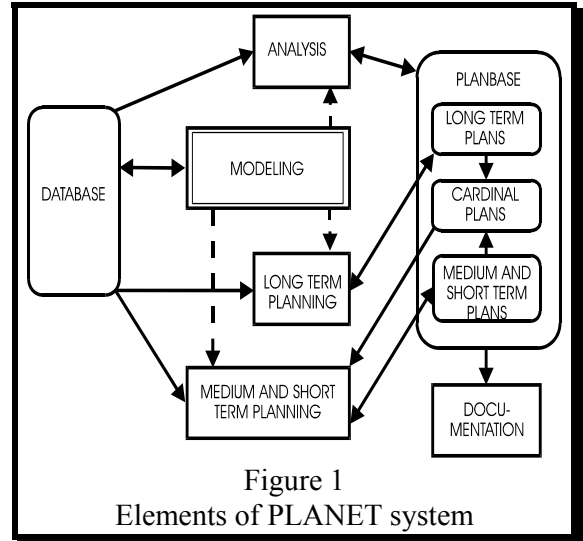 ANALYSIS
PLANBASE
LONG TERM
PLANS
DATABASE
MODELING
CARDINAL
PLANS
LONG TERM
PLANNING
MEDIUM AND
SHORT TERM
PLANS
MEDIUM AND SHORT
TERM PLANNING
DOCU-
MENTATION
Figure 1
Elements of PLANET system